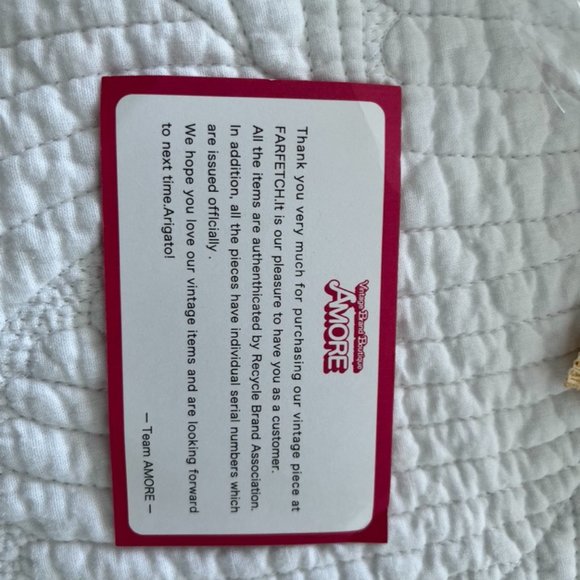 Vintage Brand Boutique
AMORE
Thank you very much for purchasing our vintage piece at
FARFETCH.It is our pleasure to have you as a customer.
All the items are authenthicated by Recycle Brand Association.
In addition, all the pieces have individual serial numbers which
are issued officially .
We hope you love our vintage items and are looking forward
to next time.Arigato!
— Team AMORE —